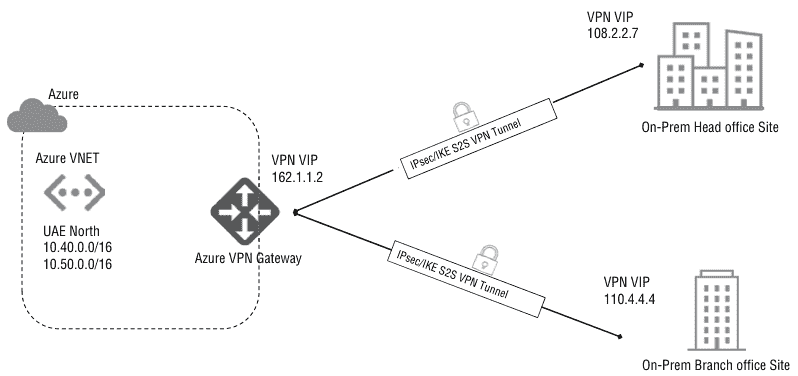 VPN VIP
108.2.2.7
On-Prem Head office Site
IPsec/IKE S2S VPN Tunnel
Azure
Azure VNET
UAE North
10.40.0.0/16
10.50.0.0/16
VPN VIP
162.1.1.2
Azure VPN Gateway
IPsec/IKE S2S VPN Tunnel
VPN VIP
110.4.4.4
On-Prem Branch office Site